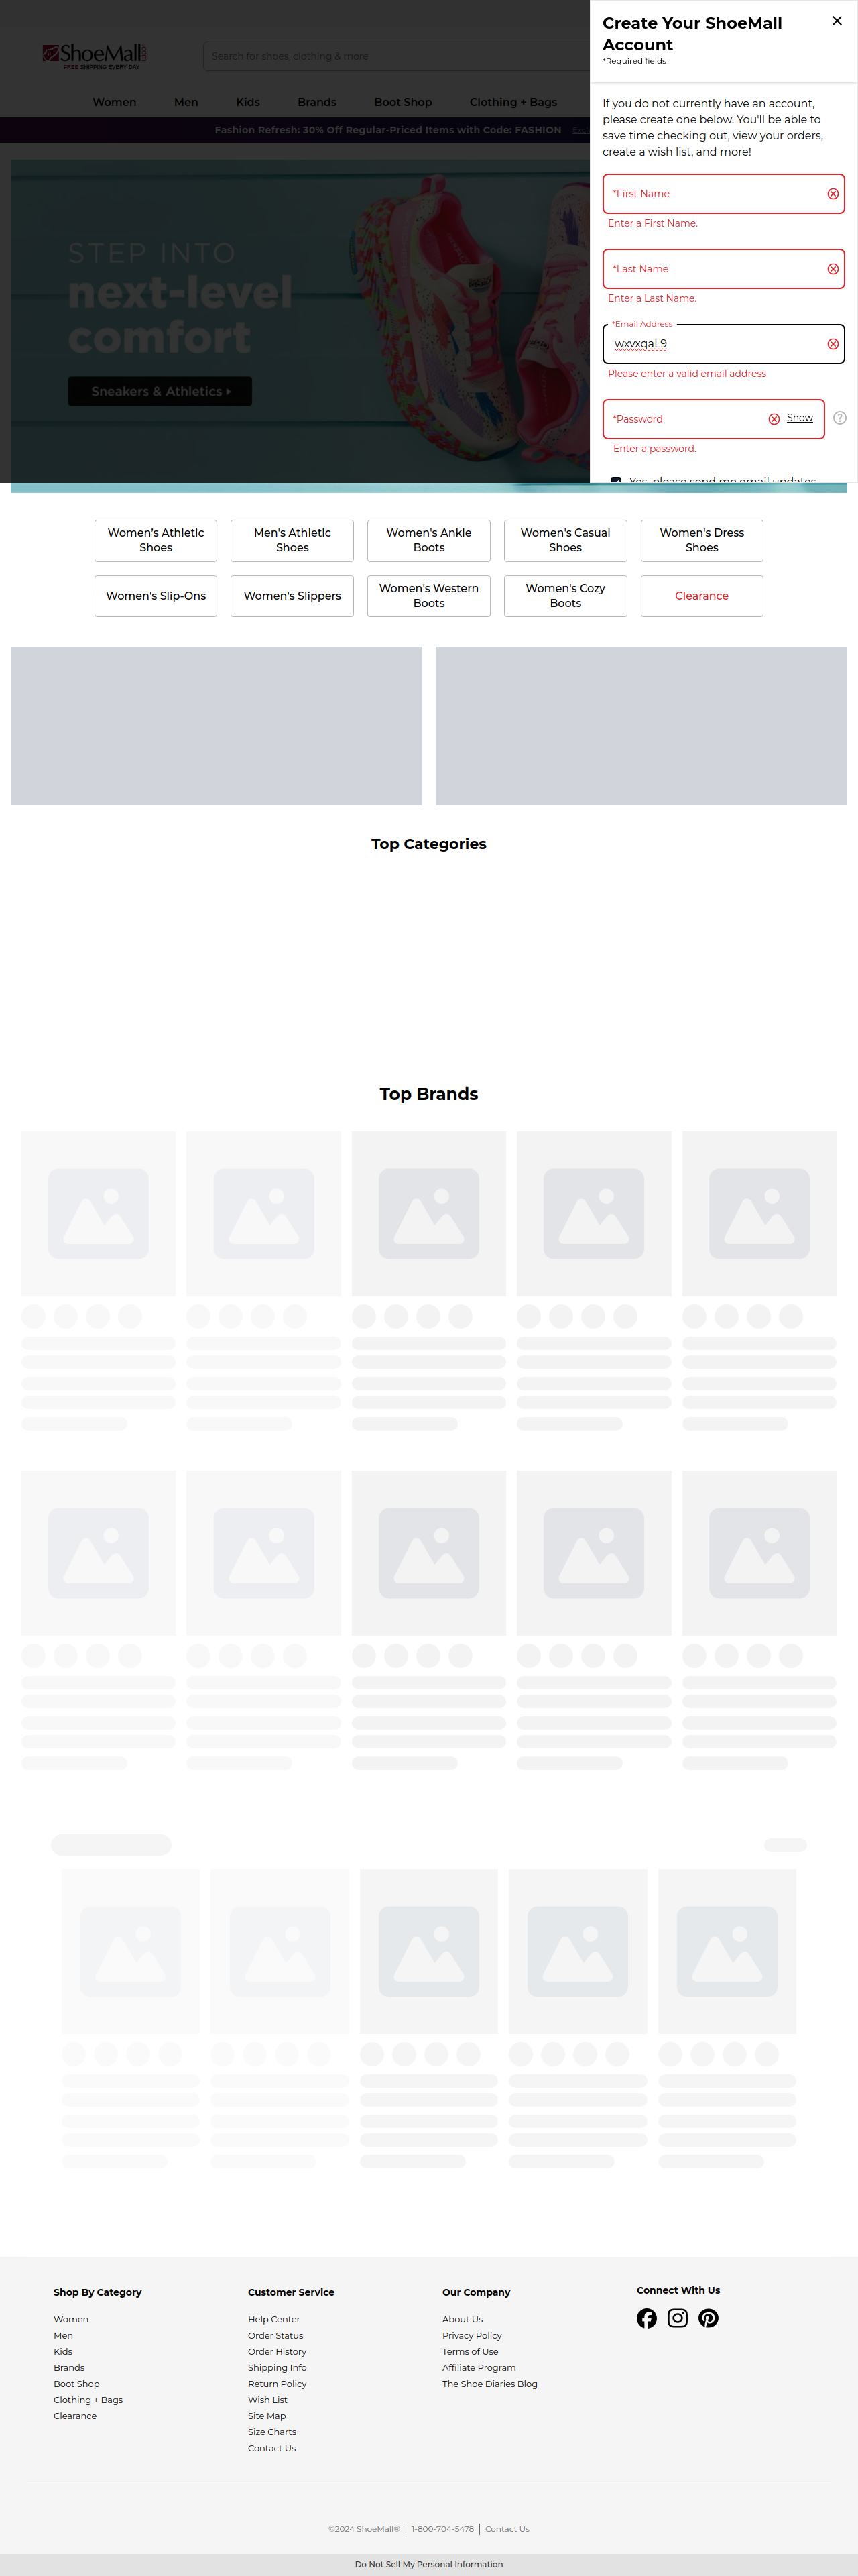 Create Your ShoeMall
Account
*Required fields
ShoeMall
.COM
FREE SHIPPING EVERY DAY
Search for shoes, clothing & more
Women
Men
Kids
Brands
Boot Shop
Clothing + Bags
Fashion Refresh: 30% Off Regular-Priced Items with Code: FASHION
If you do not currently have an account,
please create one below. You'll be able to
save time checking out, view your orders,
create a wish list, and more!
*First Name
Enter a First Name.
*Last Name
Enter a Last Name.
*Email Address
wxvxqaL9
Please enter a valid email address
*Password
Show
Enter a password.
Yes, please send me email updates
STEP INTO
next-level
comfort
Sneakers & Athletics
Women's Athletic
Shoes
Men's Athletic
Shoes
Women's Ankle
Boots
Women's Casual
Shoes
Women's Dress
Shoes
Women's Slip-Ons
Women's Slippers
Women's Western
Boots
Women's Cozy
Boots
Clearance
Top Categories
Top Brands
Shop By Category
Women
Men
Kids
Brands
Boot Shop
Clothing + Bags
Clearance
Customer Service
Help Center
Order Status
Order History
Shipping Info
Return Policy
Wish List
Site Map
Size Charts
Contact Us
Our Company
About Us
Privacy Policy
Terms of Use
Affiliate Program
The Shoe Diaries Blog
Connect With Us
©2024 ShoeMall®
1-800-704-5478
Contact Us
Do Not Sell My Personal Information